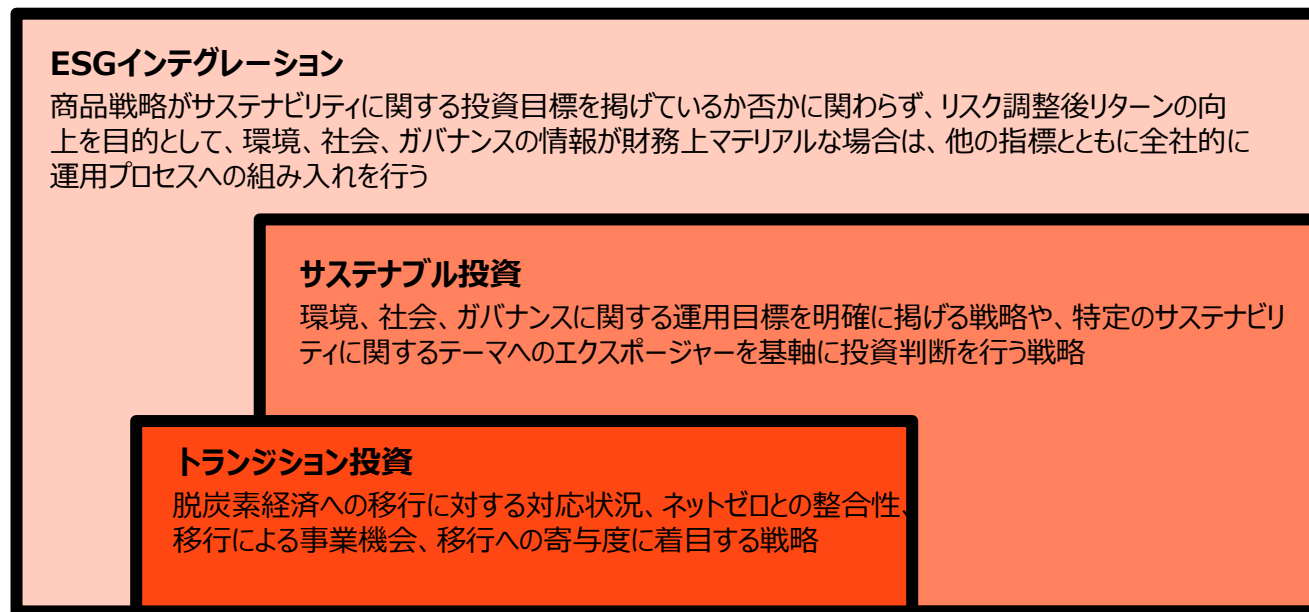 ESGインテグレーション
商品戦略がサステナビリティに関する投資目標を掲げているか否かに関わらず、リスク調整後リターンの向
上を目的として、環境、社会、ガバナンスの情報が財務上マテリアルな場合は、他の指標とともに全社的に
運用プロセスへの組み入れを行う
サステナブル投資
環境、社会、ガバナンスに関する運用目標を明確に掲げる戦略や、特定のサステナビリ
ティに関するテーマへのエクスポージャーを基軸に投資判断を行う戦略
トランジション投資
脱炭素経済への移行に対する対応状況、ネットゼロとの整合性、
移行による事業機会、移行への寄与度に着目する戦略